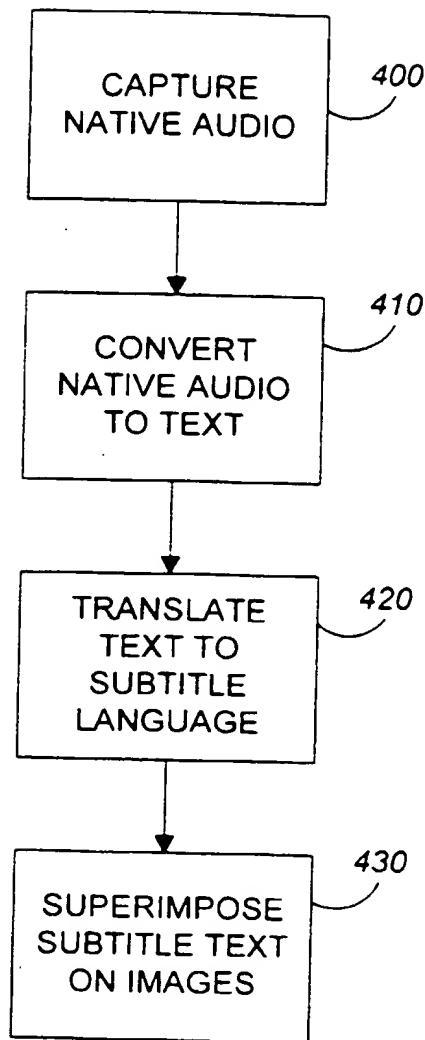 CAPTURE
NATIVE AUDIO
400
CONVERT
NATIVE AUDIO
TO TEXT
410
TRANSLATE
TEXT TO
SUBTITLE
LANGUAGE
420
SUPERIMPOSE
SUBTITLE TEXT
ON IMAGES
430